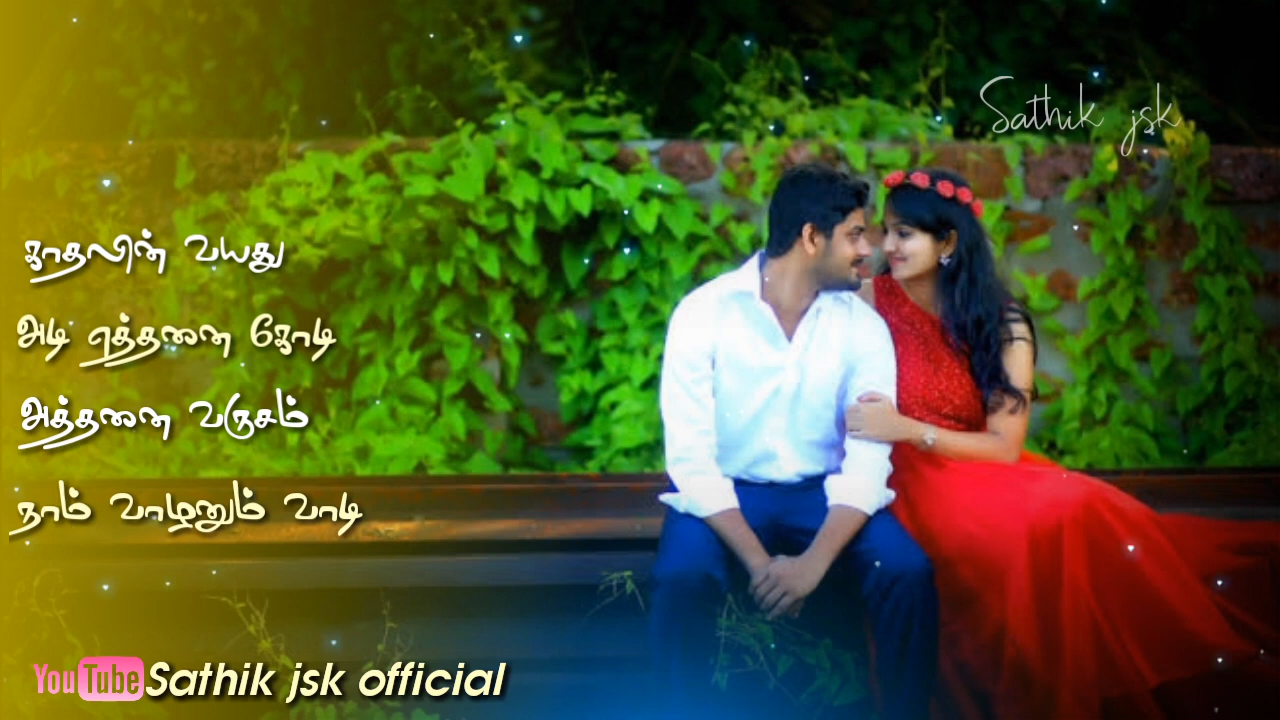 Sathik jsk
காதலின் வயது
அடி எத்தனை கோடி
அத்தனை வருசம்
நாம் வாழனும் வாடி
YouTube Sathik jsk official